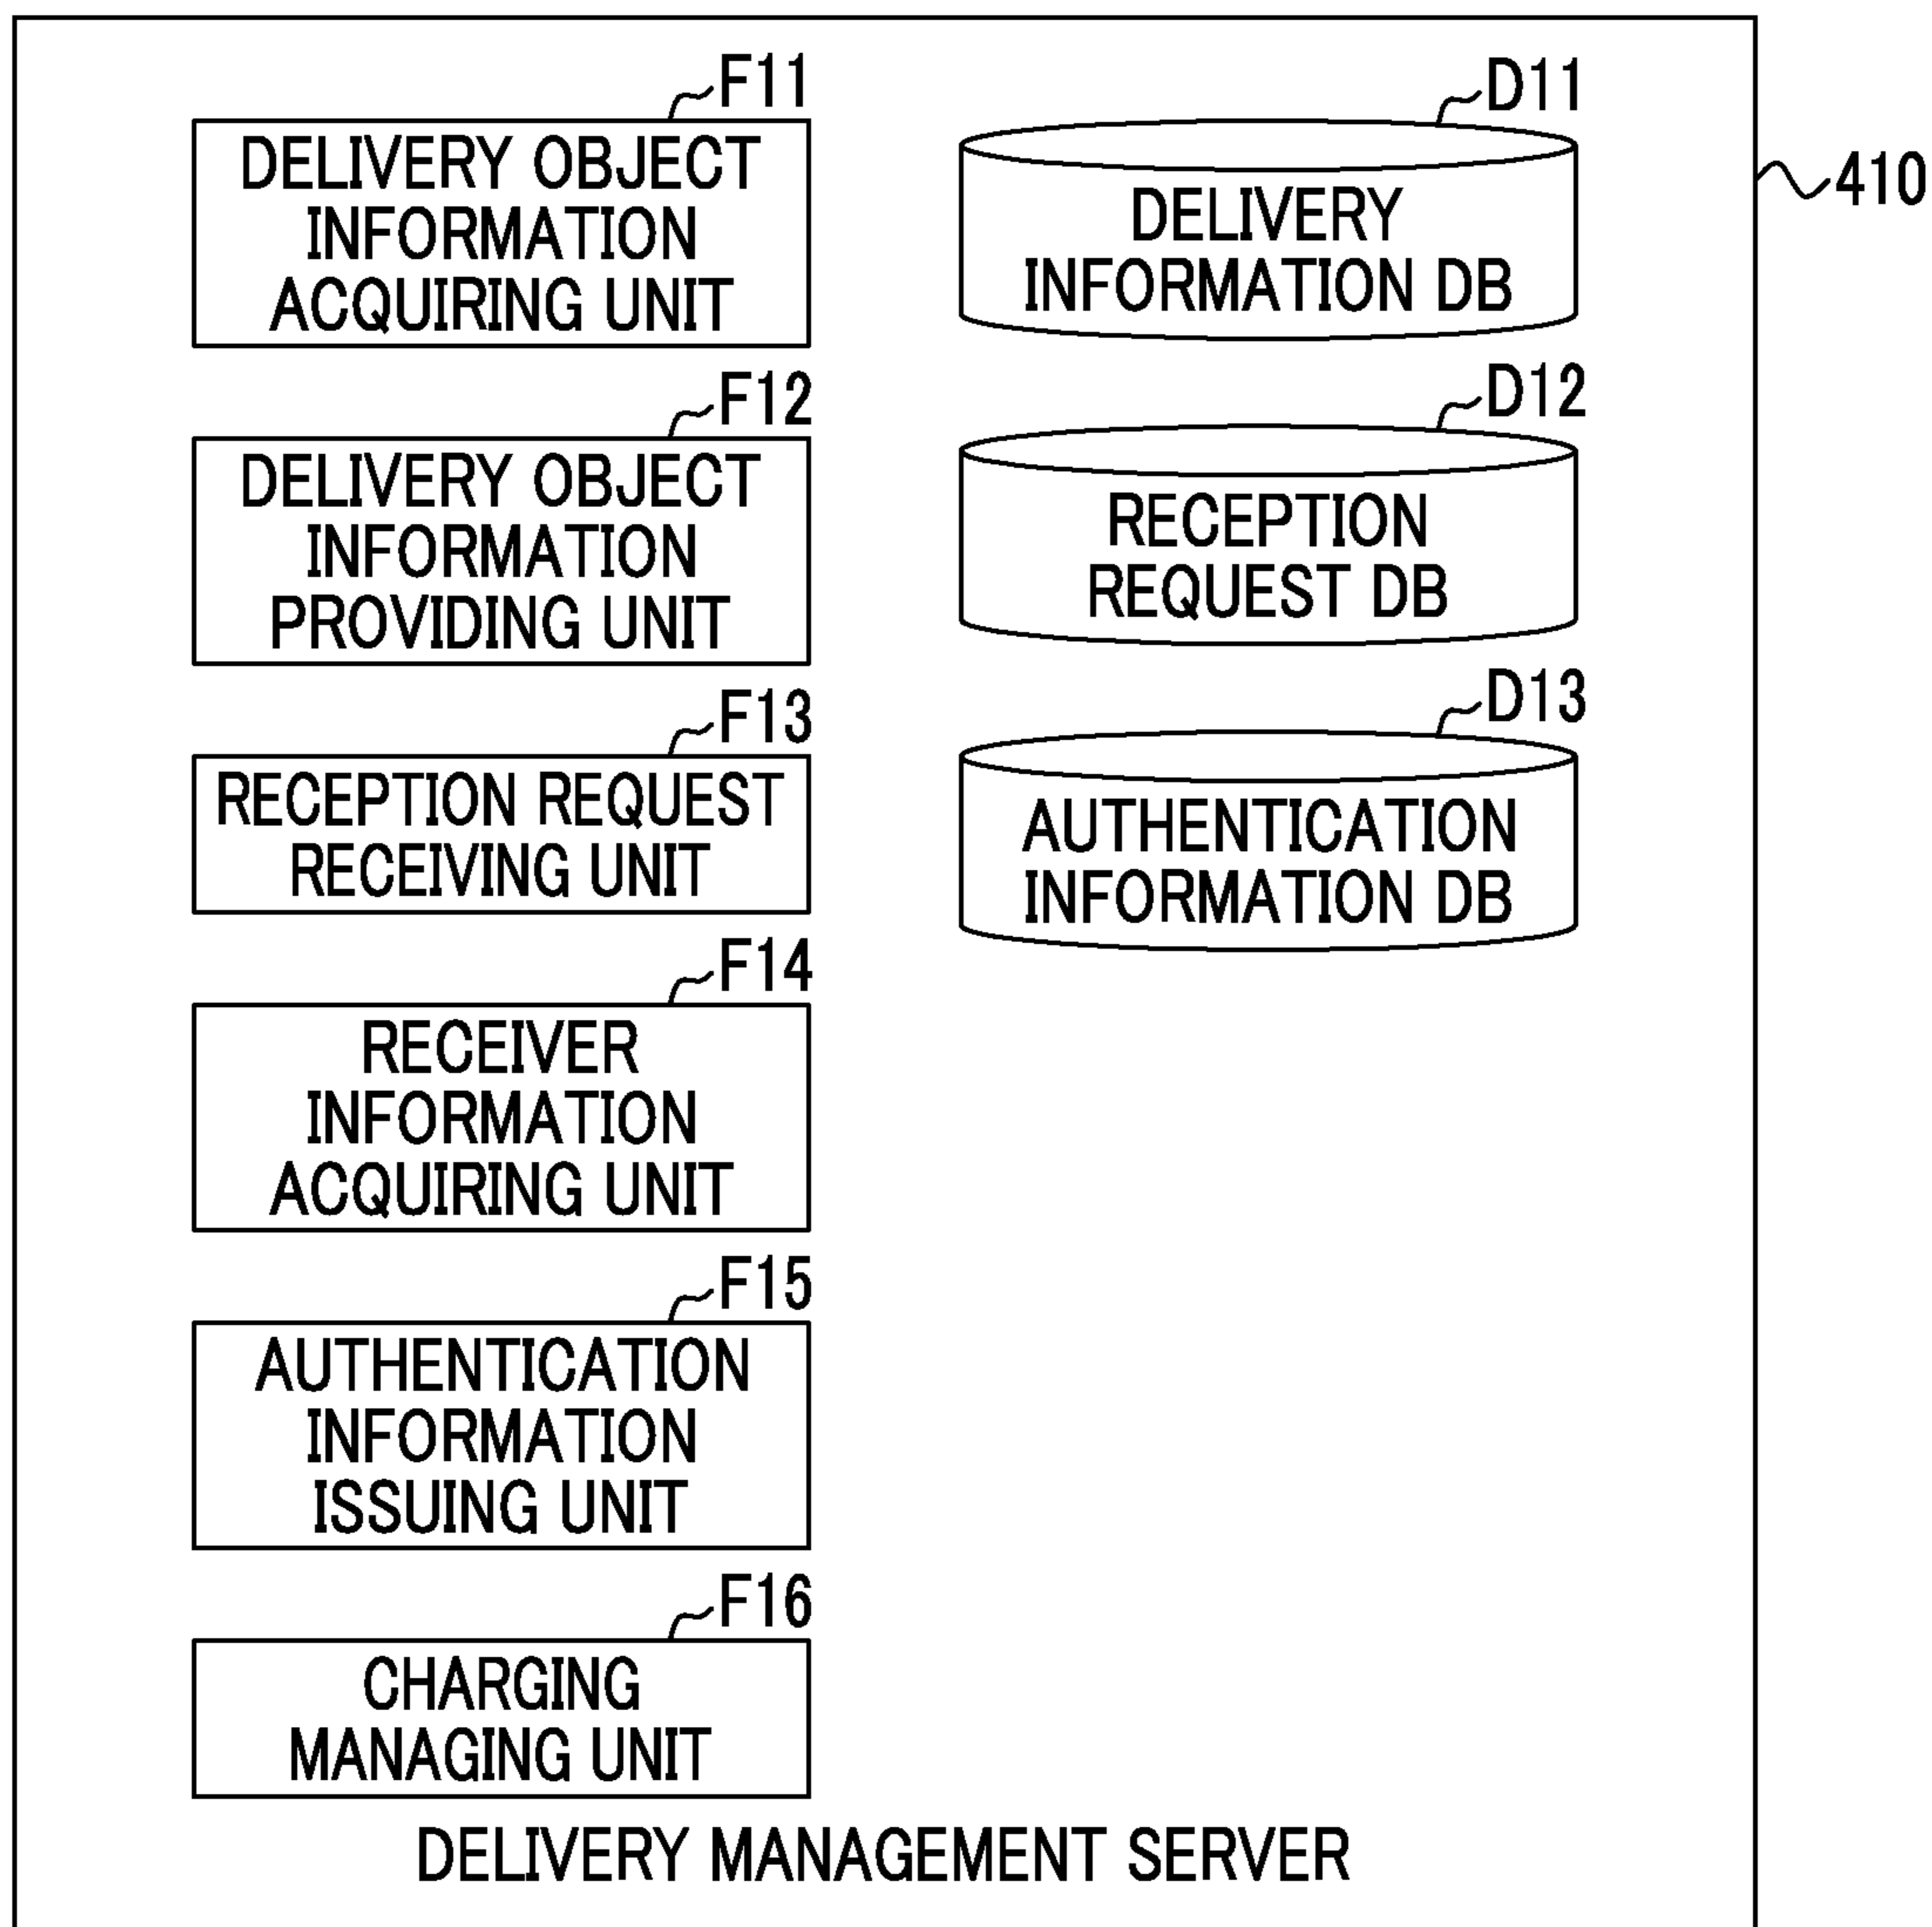 F11
DELIVERY OBJECT
INFORMATION
ACQUIRING UNIT
F12
DELIVERY OBJECT
INFORMATION
PROVIDING UNIT
F13
RECEPTION REQUEST
RECEIVING UNIT
F14
RECEIVER
INFORMATION
ACQUIRING UNIT
F15
AUTHENTICATION
INFORMATION
ISSUING UNIT
F16
CHARGING
MANAGING UNIT
D11
DELIVERY
INFORMATION DB
D12
RECEPTION
REQUEST DB
D13
AUTHENTICATION
INFORMATION DB
410
DELIVERY MANAGEMENT SERVER